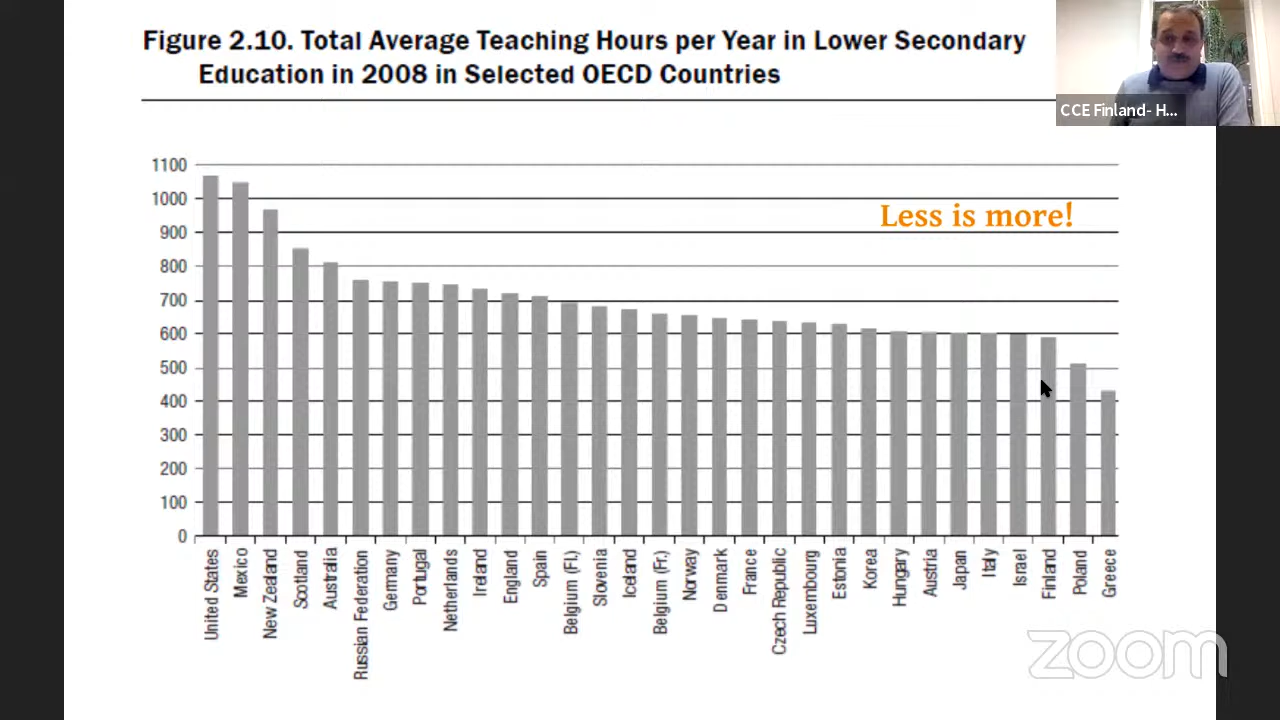 Figure 2.10. Total Average Teaching Hours per Year in Lower Secondary
Education in 2008 in Selected OECD Countries
CCE Finland- H...
1100
1000
900
800
700
600
500
400
300
200
100
0
Less is more!
United States
Mexico
New Zealand
Scotland
Australia
Russian Federation
Germany
Portugal
Netherlands
Ireland
England
Spain
Belgium (Fl.)
Slovenia
Iceland
Belgium (Fr.)
Norway
Denmark
France
Czech Republic
Luxembourg
Estonia
Korea
Hungary
Austria
Japan
Italy
Israel
Finland
Poland
Greece
zoom